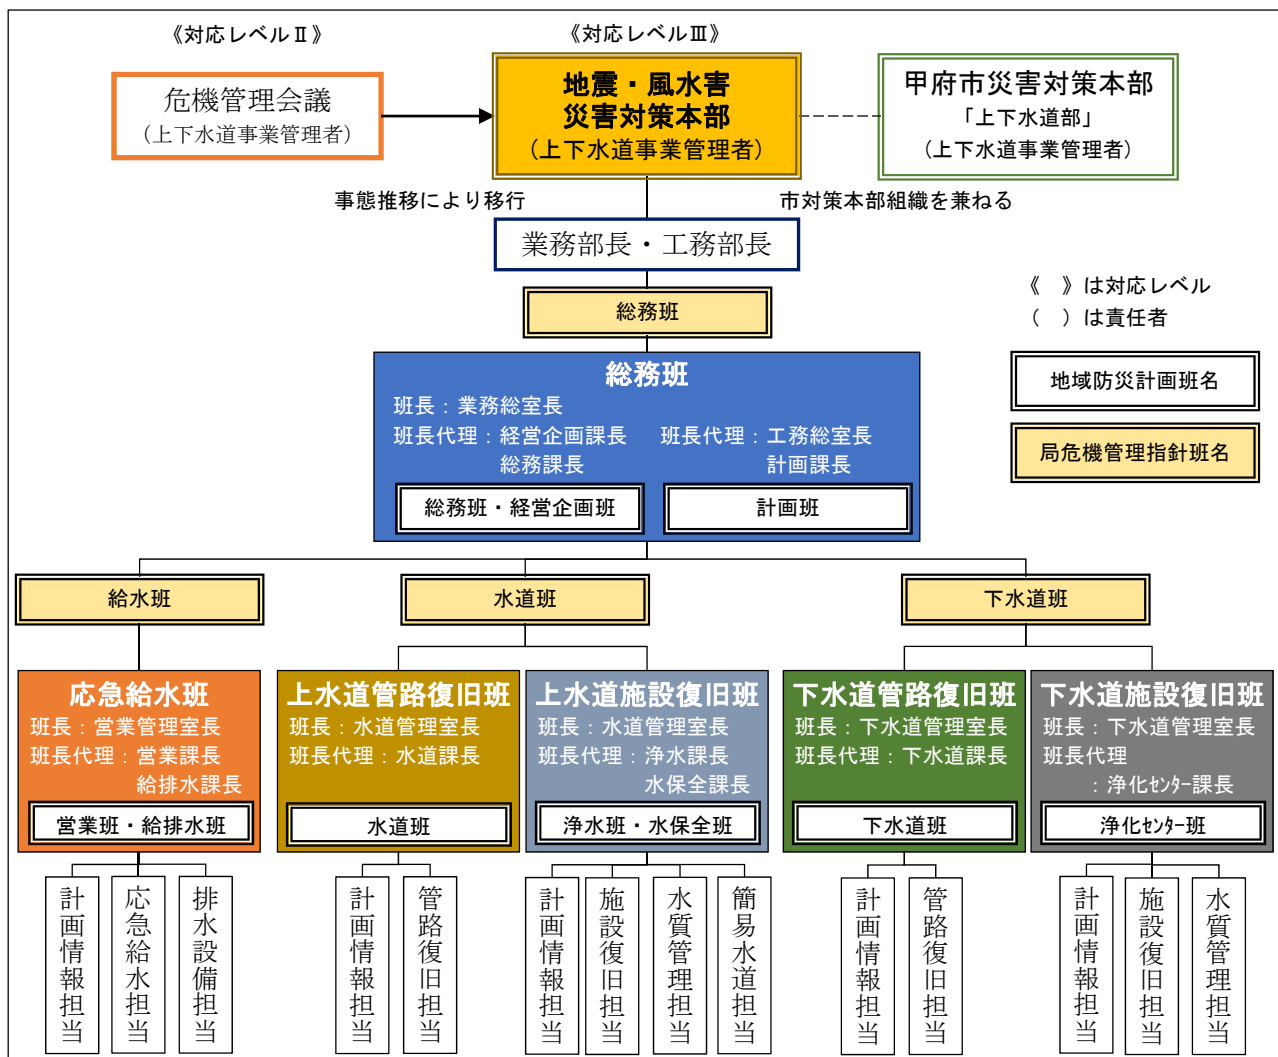 《対応レベルⅡ》
《対応レベルⅢ》
危機管理会議
（上下水道事業管理者）
地震・風水害
災害対策本部
（上下水道事業管理者）
甲府市災害対策本部
「上下水道部」
（上下水道事業管理者）
事態推移により移行
市対策本部組織を兼ねる
業務部長・工務部長
《　》は対応レベル
（　）は責任者
地域防災計画班名
局危機管理指針班名
総務班
総務班
班長：業務総室長
班長代理：経営企画課長
総務課長
班長代理：工務総室長
計画課長
総務班・経営企画班
計画班
給水班
水道班
下水道班
応急給水班
班長：営業管理室長
班長代理：営業課長
給排水課長
営業班・給排水班
上水道管路復旧班
班長：水道管理室長
班長代理：水道課長
水道班
上水道施設復旧班
班長：水道管理室長
班長代理：浄水課長
水保全課長
浄水班・水保全班
下水道管路復旧班
班長：下水道管理室長
班長代理：下水道課長
下水道班
下水道施設復旧班
班長：下水道管理室長
班長代理
：浄化ｾﾝﾀｰ課長
浄化ｾﾝﾀｰ班
計画情報担当
応急給水担当
排水設備担当
計画情報担当
管路復旧担当
計画情報担当
施設復旧担当
水質管理担当
簡易水道担当
計画情報担当
管路復旧担当
計画情報担当
施設復旧担当
水質管理担当